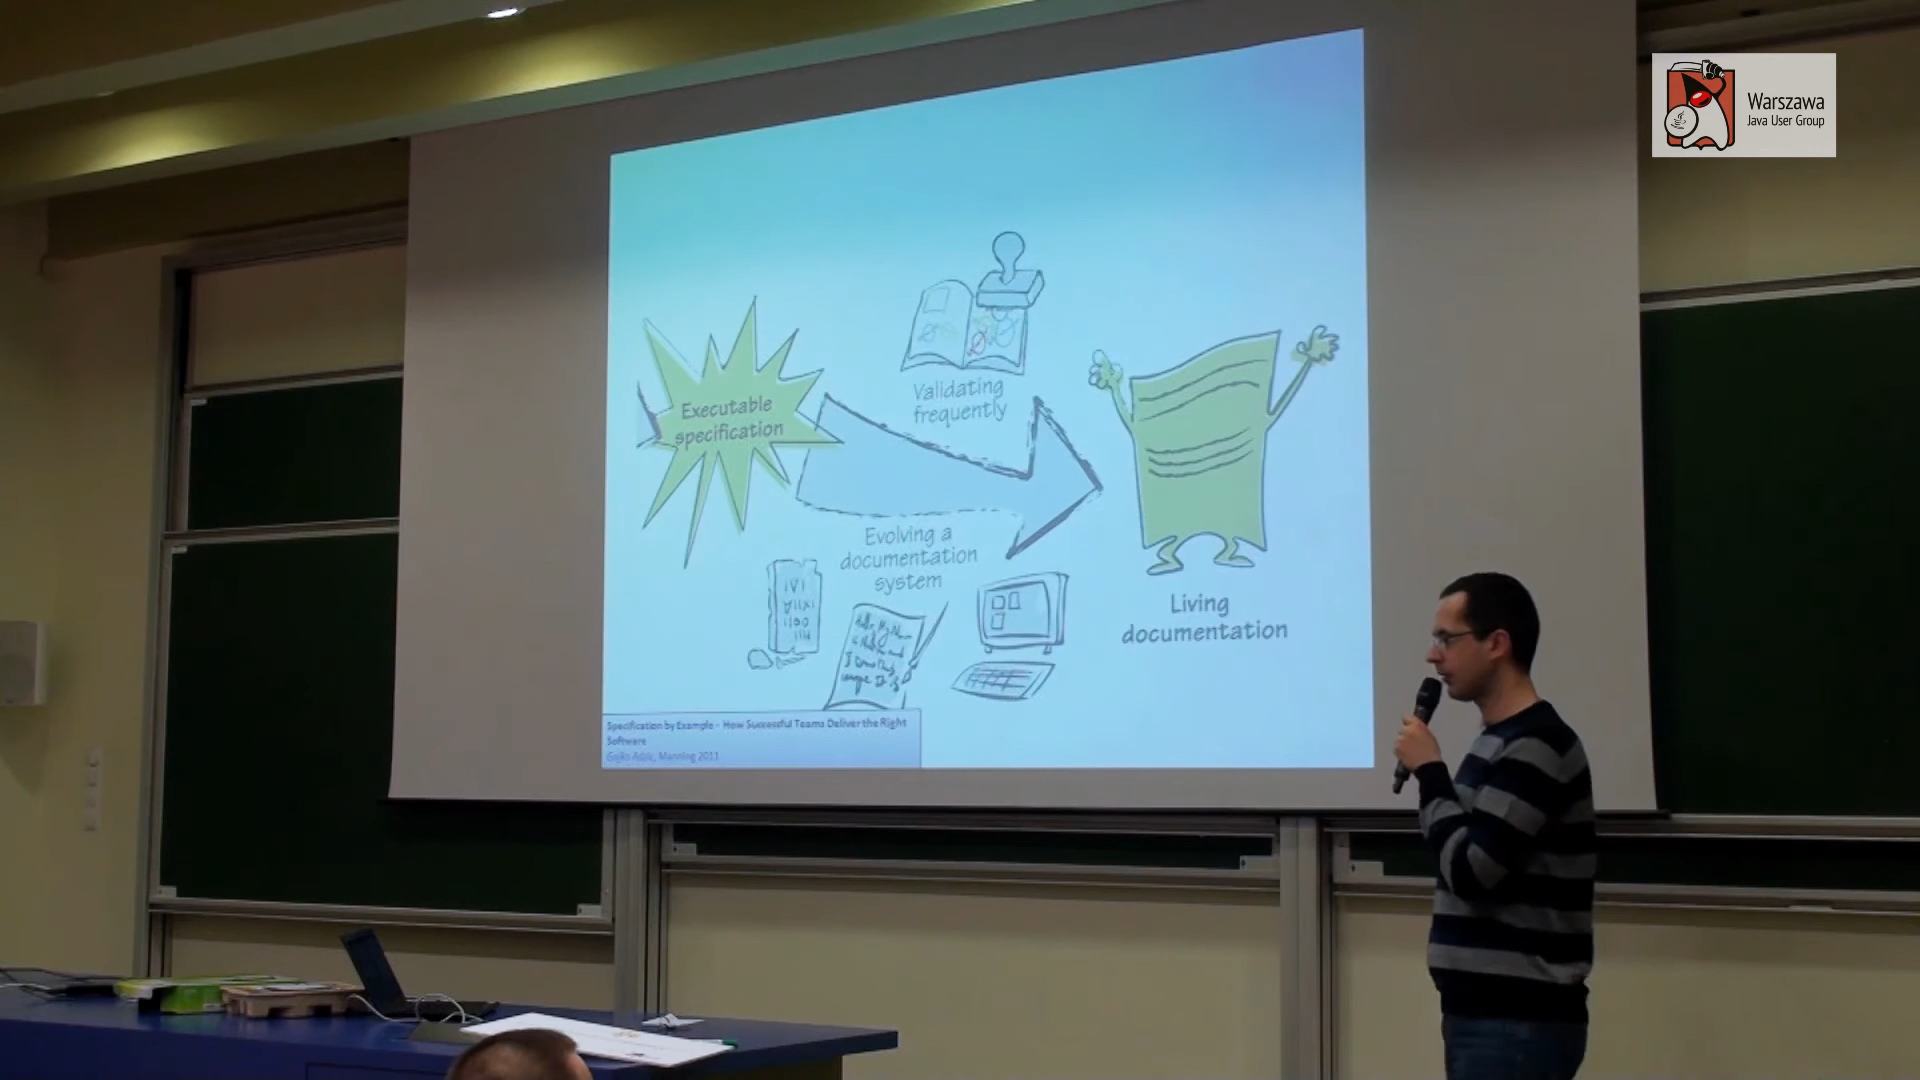 Warszawa
Java User Group
Validating
frequently
Executable
specification
Evolving a
documentation
system
Living
documentation
Specification by Example - How Successful Teams Deliver the Right
Software
Gojko Adzic, Manning 2011